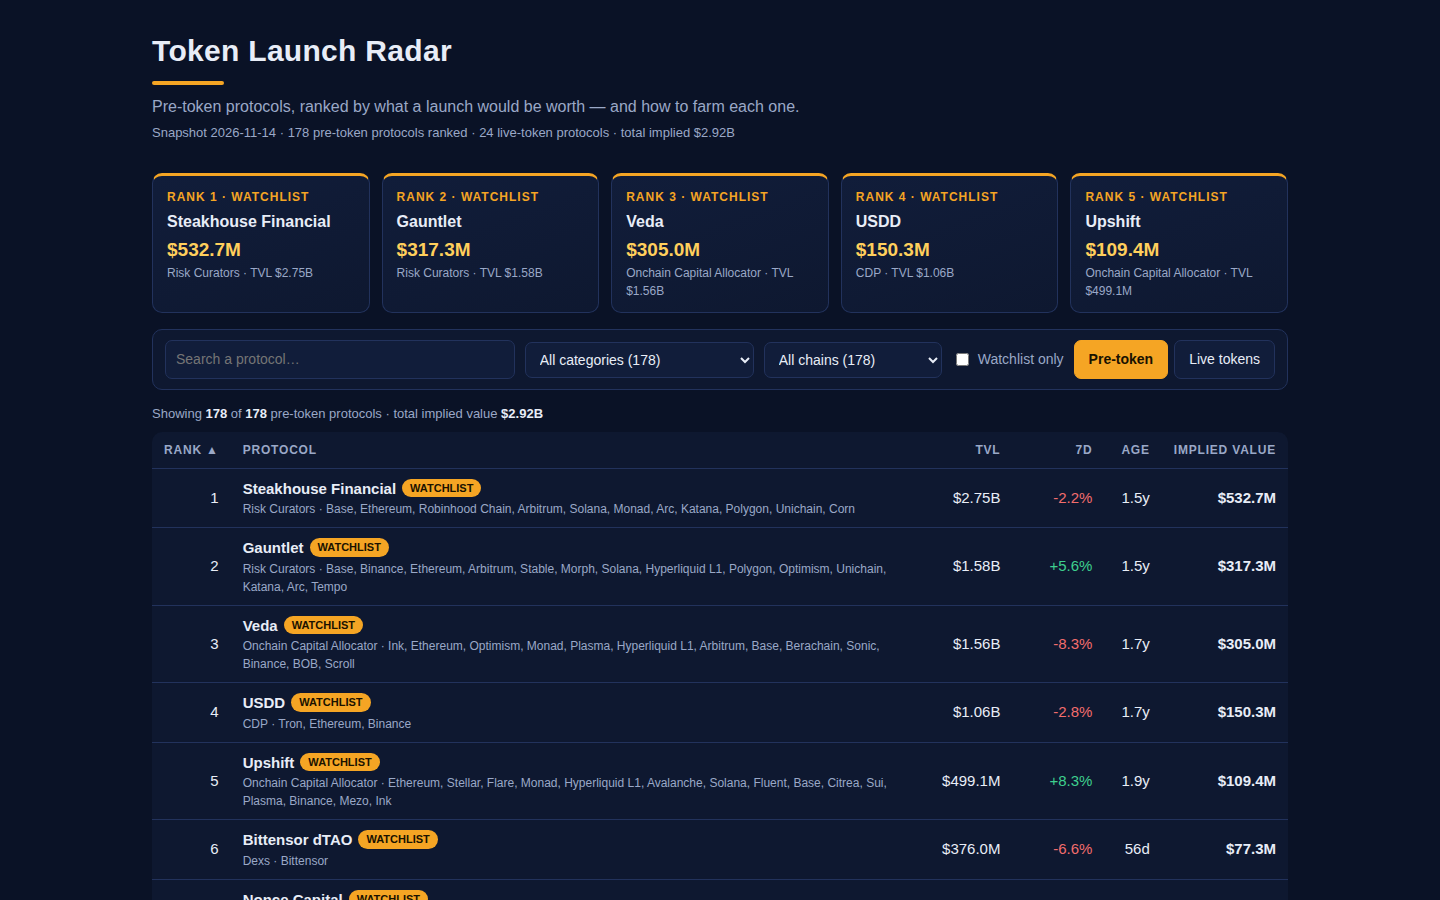 Token Launch Radar
Pre-token protocols, ranked by what a launch would be worth — and how to farm each one.
Snapshot 2026-11-14 · 178 pre-token protocols ranked · 24 live-token protocols · total implied $2.92B
RANK 1 · WATCHLIST
Steakhouse Financial
$532.7M
Risk Curators · TVL $2.75B
RANK 2 · WATCHLIST
Gauntlet
$317.3M
Risk Curators · TVL $1.58B
RANK 3 · WATCHLIST
Veda
$305.0M
Onchain Capital Allocator · TVL
$1.56B
RANK 4 · WATCHLIST
USDD
$150.3M
CDP · TVL $1.06B
RANK 5 · WATCHLIST
Upshift
$109.4M
Onchain Capital Allocator · TVL
$499.1M
Search a protocol… All categories (178) All chains (178) Watchlist only Pre-token Live tokens
Showing 178 of 178 pre-token protocols · total implied value $2.92B
RANK ▲ PROTOCOL TVL 7D AGE IMPLIED VALUE
1 Steakhouse Financial WATCHLIST $2.75B -2.2% 1.5y $532.7M
Risk Curators · Base, Ethereum, Robinhood Chain, Arbitrum, Solana, Monad, Arc, Katana, Polygon, Unichain, Corn
2 Gauntlet WATCHLIST $1.58B +5.6% 1.5y $317.3M
Risk Curators · Base, Binance, Ethereum, Arbitrum, Stable, Morph, Solana, Hyperliquid L1, Polygon, Optimism, Unichain,
Katana, Arc, Tempo
3 Veda WATCHLIST $1.56B -8.3% 1.7y $305.0M
Onchain Capital Allocator · Ink, Ethereum, Optimism, Monad, Plasma, Hyperliquid L1, Arbitrum, Base, Berachain, Sonic,
Binance, BOB, Scroll
4 USDD WATCHLIST $1.06B -2.8% 1.7y $150.3M
CDP · Tron, Ethereum, Binance
5 Upshift WATCHLIST $499.1M +8.3% 1.9y $109.4M
Onchain Capital Allocator · Ethereum, Stellar, Flare, Monad, Hyperliquid L1, Avalanche, Solana, Fluent, Base, Citrea, Sui,
Plasma, Binance, Mezo, Ink
6 Bittensor dTAO WATCHLIST $376.0M -6.6% 56d $77.3M
Dexs · Bittensor
Nonce Capital WATCHLIST